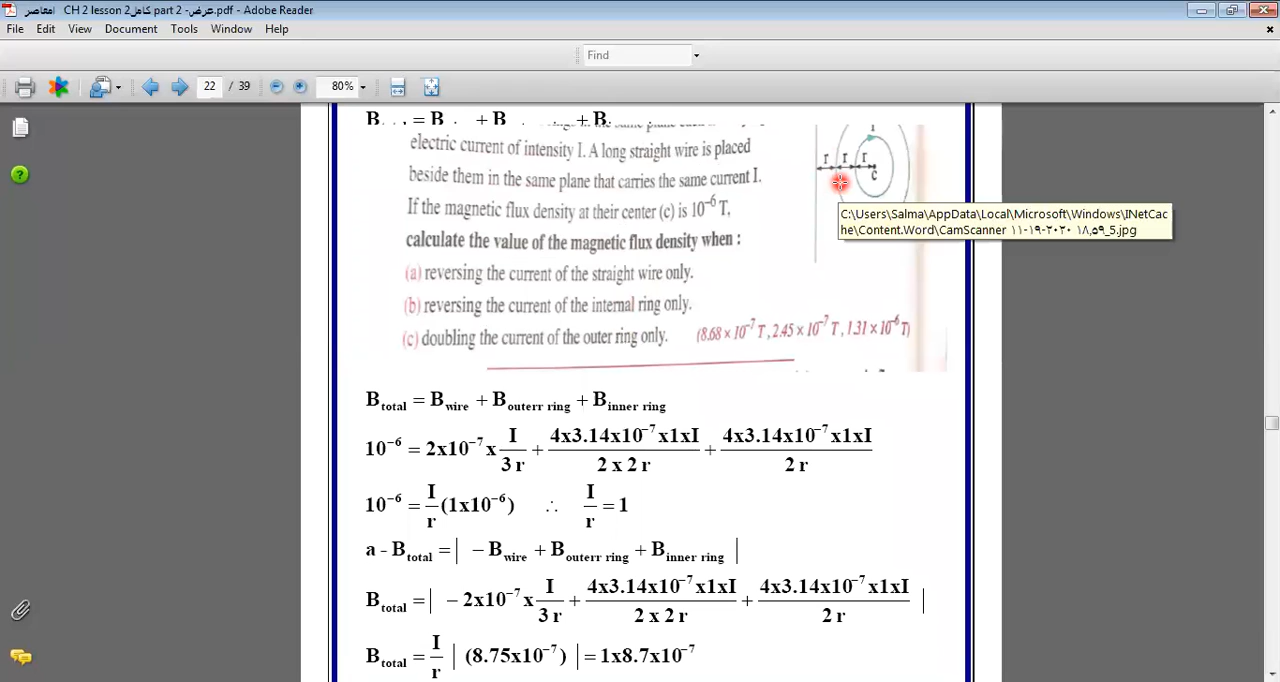 معاصر CH 2 lesson 2كامل part 2 -عرض.pdf - Adobe Reader
File Edit View Document Tools Window Help
Find
22 / 39 80%
electric current of intensity I. A long straight wire is placed
beside them in the same plane that carries the same current I.
If the magnetic flux density at their center (c) is 10⁻⁶ T,
calculate the value of the magnetic flux density when :
(a) reversing the current of the straight wire only.
(b) reversing the current of the internal ring only.
(c) doubling the current of the outer ring only. (8.68 × 10⁻⁷ T , 2.45 × 10⁻⁷ T , 1.31 × 10⁻⁶ T)
r r r
c
C:\Users\Salma\AppData\Local\Microsoft\Windows\INetCac
he\Content.Word\CamScanner ١١-١٩-٢٠٢٠ ١٨,٥٩_5.jpg
B_total = B_wire + B_outerr ring + B_inner ring
10⁻⁶ = 2x10⁻⁷ x I/3 r + 4x3.14x10⁻⁷x1xI/2 x 2 r + 4x3.14x10⁻⁷x1xI/2 r
10⁻⁶ = I/r (1x10⁻⁶) ∴ I/r = 1
a - B_total = | - B_wire + B_outerr ring + B_inner ring |
B_total = | - 2x10⁻⁷ x I/3 r + 4x3.14x10⁻⁷x1xI/2 x 2 r + 4x3.14x10⁻⁷x1xI/2 r |
B_total = I/r | (8.75x10⁻⁷) | = 1x8.7x10⁻⁷